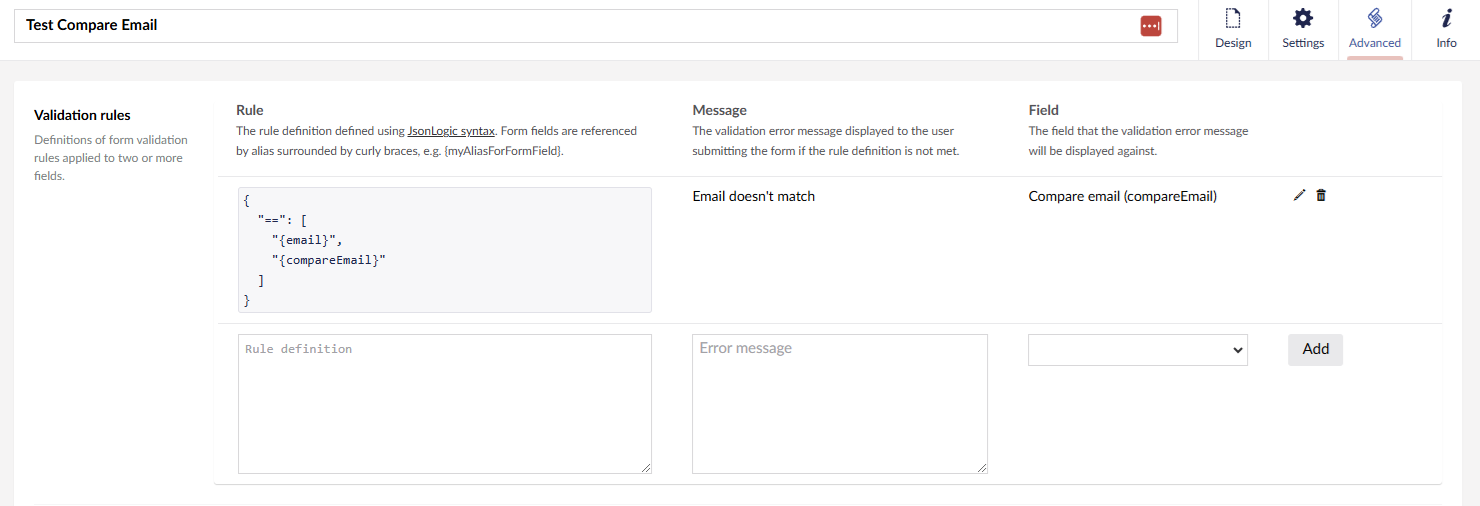 Test Compare Email
Design
Settings
Advanced
Info
Validation rules
Definitions of form validation
rules applied to two or more
fields.
Rule
The rule definition defined using JsonLogic syntax. Form fields are referenced
by alias surrounded by curly braces, e.g. {myAliasForFormField}.
Message
The validation error message displayed to the user
submitting the form if the rule definition is not met.
Field
The field that the validation error message
will be displayed against.
{
  "==": [
    "{email}",
    "{compareEmail}"
  ]
}
Email doesn't match
Compare email (compareEmail)
Rule definition
Error message
Add